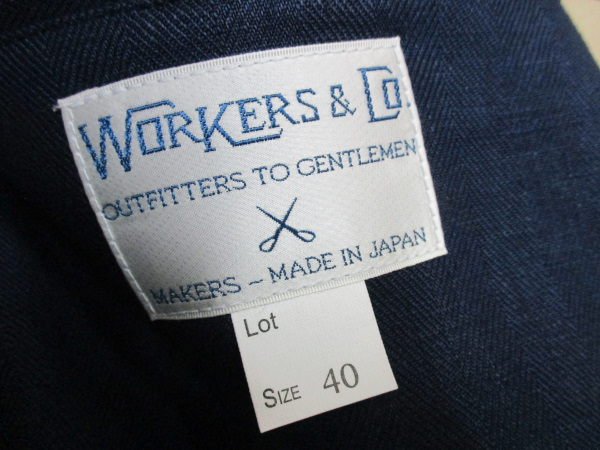 WORKERS & CO.
OUTFITTERS TO GENTLEMEN
MAKERS ~ MADE IN JAPAN
Lot
SIZE 40